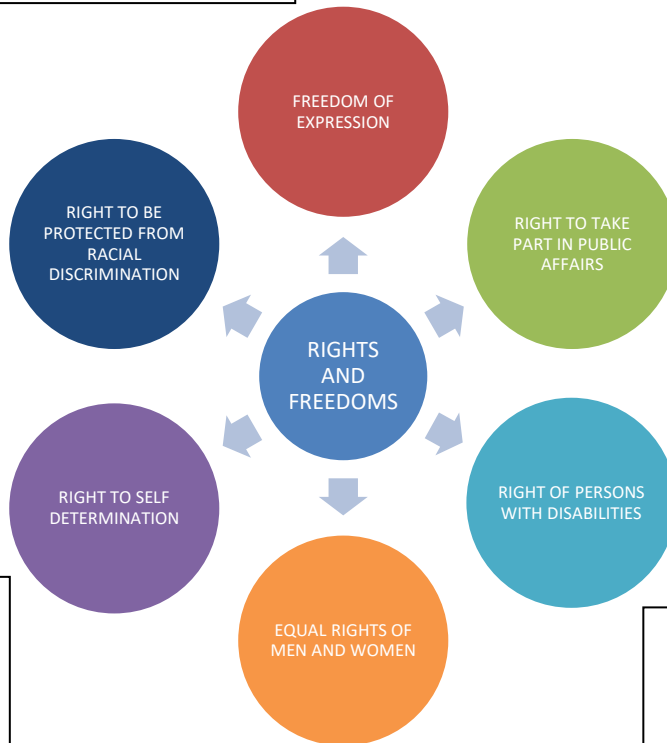 FREEDOM OF
EXPRESSION
RIGHT TO BE
PROTECTED FROM
RACIAL
DISCRIMINATION
RIGHT TO TAKE
PART IN PUBLIC
AFFAIRS
RIGHTS
AND
FREEDOMS
RIGHT TO SELF
DETERMINATION
RIGHT OF PERSONS
WITH DISABILITIES
EQUAL RIGHTS OF
MEN AND WOMEN